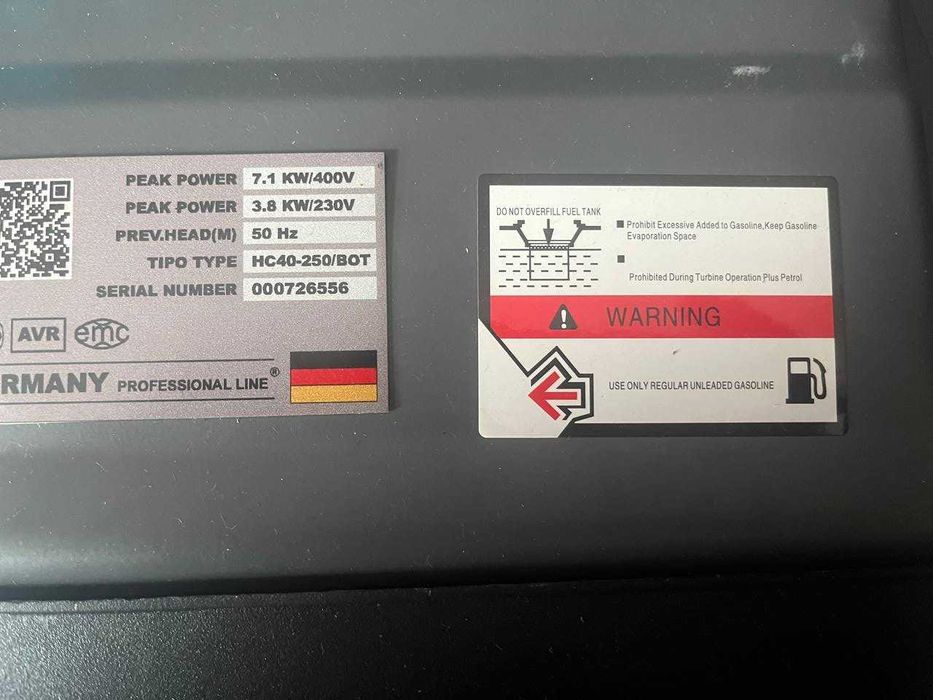 PEAK POWER 7.1 KW/400V
PEAK POWER 3.8 KW/230V
PREV.HEAD(M) 50 Hz
TIPO TYPE HC40-250/BOT
SERIAL NUMBER 000726556
AVR emc
RMANY PROFESSIONAL LINE®
DO NOT OVERFILL FUEL TANK
■ Prohibit Excessive Added to Gasoline,Keep Gasoline
Evaporation Space
■
Prohibited During Turbine Operation Plus Petrol
WARNING
USE ONLY REGULAR UNLEADED GASOLINE